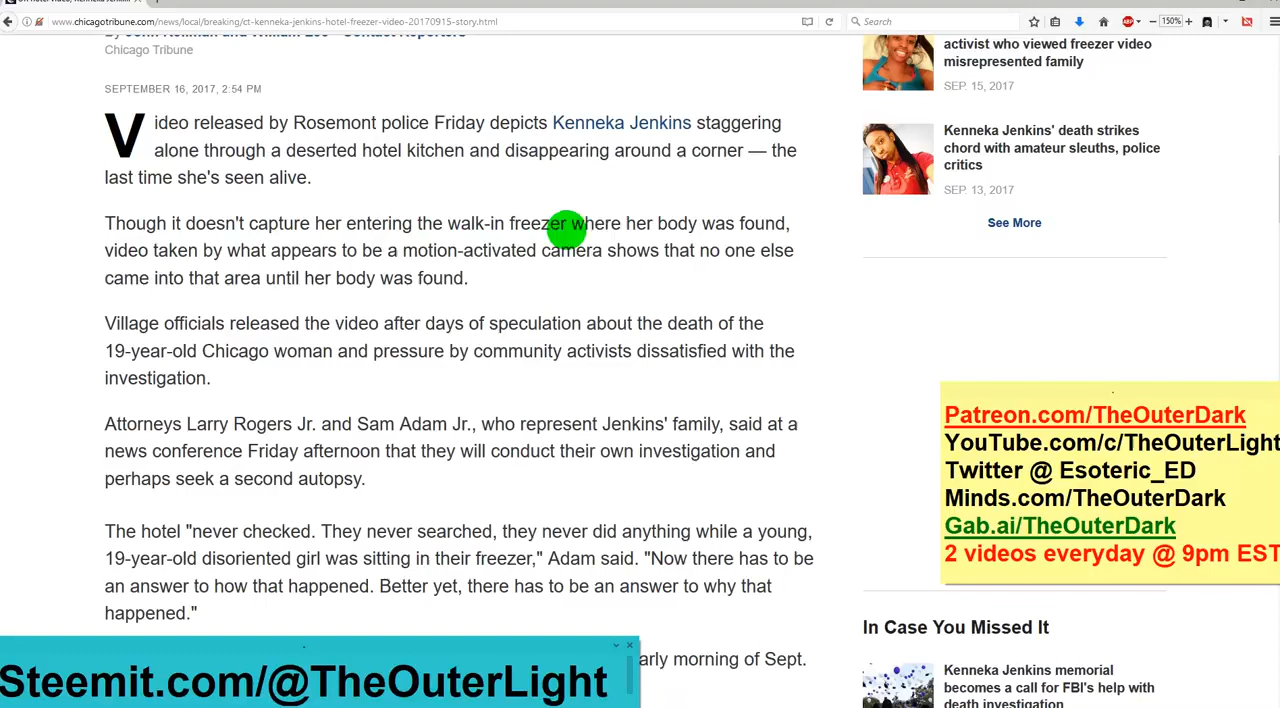 www.chicagotribune.com/news/local/breaking/ct-kenneka-jenkins-hotel-freezer-video-20170915-story.html
Search
150%
Chicago Tribune
SEPTEMBER 16, 2017, 2:54 PM
Video released by Rosemont police Friday depicts Kenneka Jenkins staggering
alone through a deserted hotel kitchen and disappearing around a corner — the
last time she's seen alive.
Though it doesn't capture her entering the walk-in freezer where her body was found,
video taken by what appears to be a motion-activated camera shows that no one else
came into that area until her body was found.
Village officials released the video after days of speculation about the death of the
19-year-old Chicago woman and pressure by community activists dissatisfied with the
investigation.
Attorneys Larry Rogers Jr. and Sam Adam Jr., who represent Jenkins' family, said at a
news conference Friday afternoon that they will conduct their own investigation and
perhaps seek a second autopsy.
The hotel "never checked. They never searched, they never did anything while a young,
19-year-old disoriented girl was sitting in their freezer," Adam said. "Now there has to be
an answer to how that happened. Better yet, there has to be an answer to why that
happened."
arly morning of Sept.
Steemit.com/@TheOuterLight
activist who viewed freezer video
misrepresented family
SEP. 15, 2017
Kenneka Jenkins' death strikes
chord with amateur sleuths, police
critics
SEP. 13, 2017
See More
Patreon.com/TheOuterDark
YouTube.com/c/TheOuterLight
Twitter @ Esoteric_ED
Minds.com/TheOuterDark
Gab.ai/TheOuterDark
2 videos everyday @ 9pm EST
In Case You Missed It
Kenneka Jenkins memorial
becomes a call for FBI's help with
death investigation